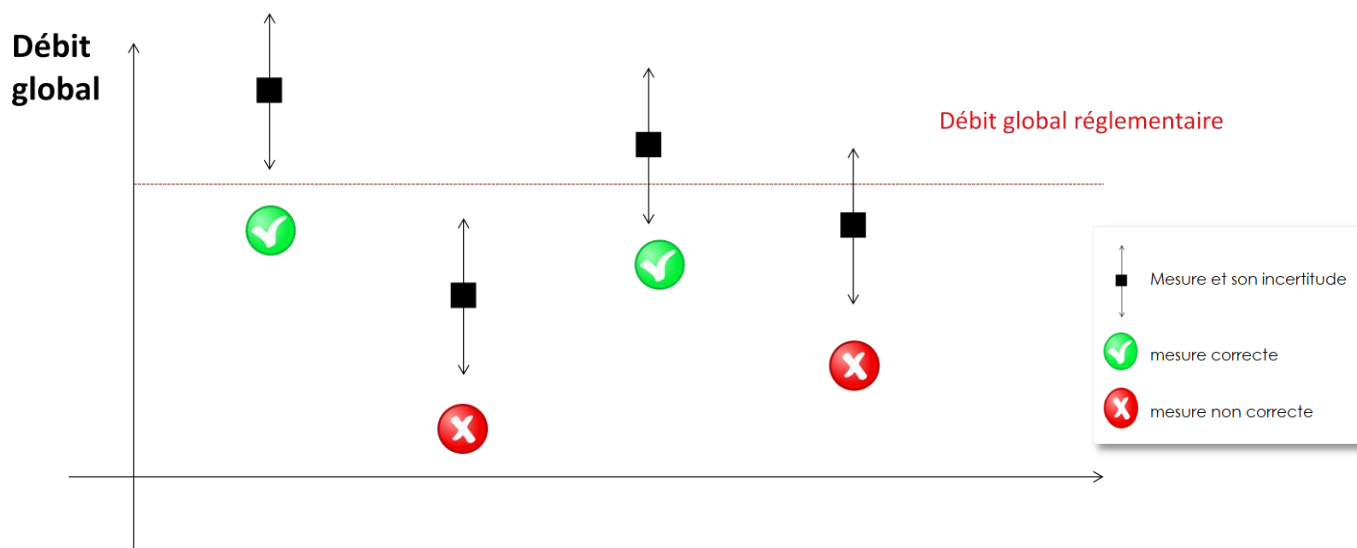 Débit
global
Débit global réglementaire
Mesure et son incertitude
mesure correcte
mesure non correcte